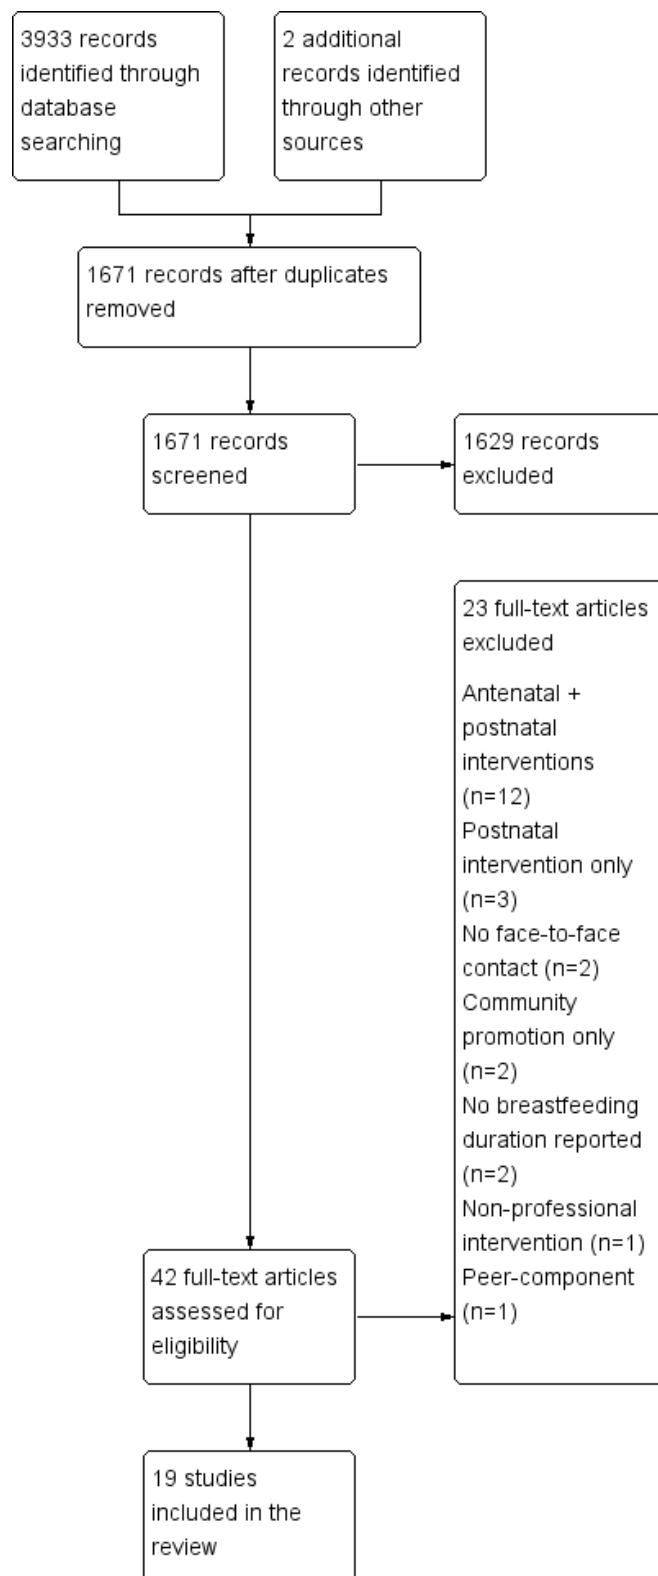 3933 records
identified through
database
searching
2 additional
records identified
through other
sources
1671 records after duplicates
removed
1671 records
screened
1629 records
excluded
23 full-text articles
excluded
Antenatal +
postnatal
interventions
(n=12)
Postnatal
intervention only
(n=3)
No face-to-face
contact (n=2)
Community
promotion only
(n=2)
No breastfeeding
duration reported
(n=2)
Non-professional
intervention (n=1)
Peer-component
(n=1)
42 full-text articles
assessed for
eligibility
19 studies
included in the
review